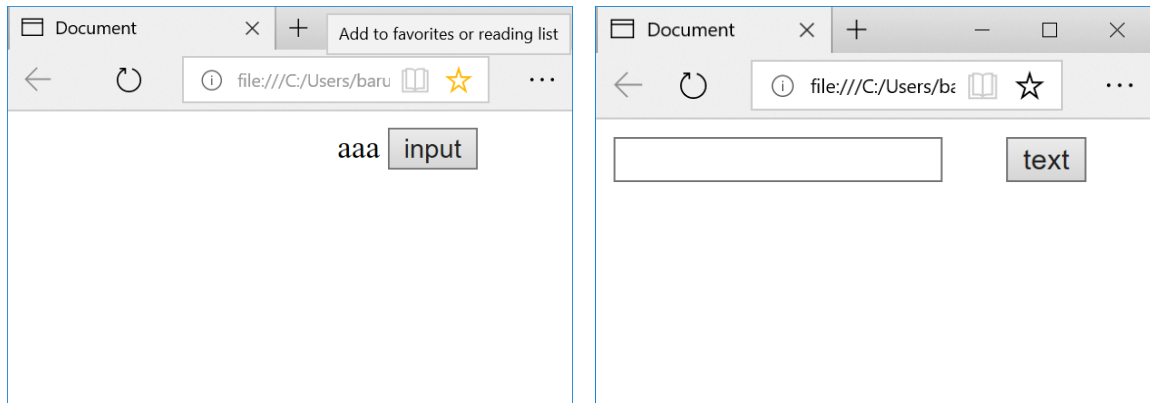 Document
Add to favorites or reading list
file:///C:/Users/baru
aaa input
Document
file:///C:/Users/ba
text